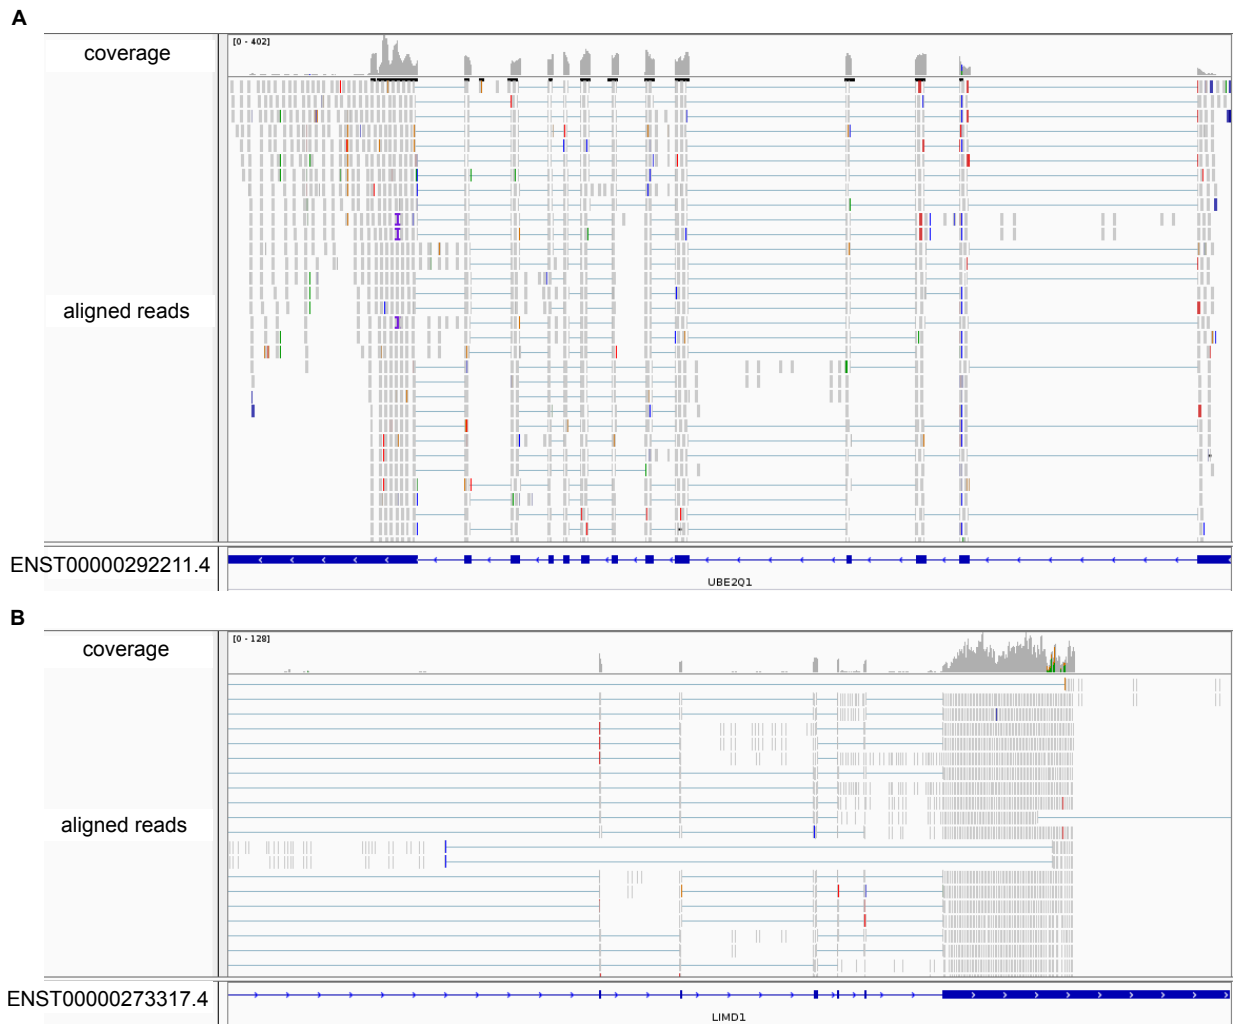 A
coverage
[0 - 402]
aligned reads
ENST00000292211.4
UBE2Q1
B
coverage
[0 - 128]
aligned reads
ENST00000273317.4
LIMD1